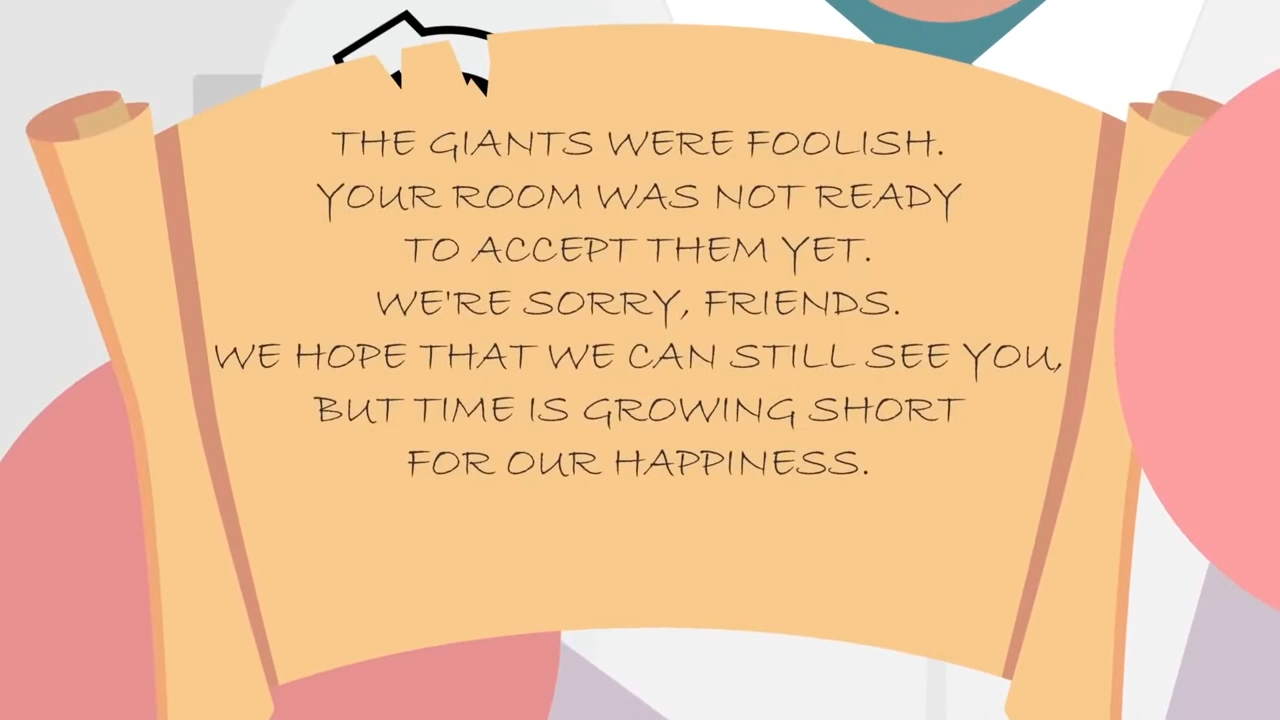 THE GIANTS WERE FOOLISH.
YOUR ROOM WAS NOT READY
TO ACCEPT THEM YET.
WE'RE SORRY, FRIENDS.
WE HOPE THAT WE CAN STILL SEE YOU,
BUT TIME IS GROWING SHORT
FOR OUR HAPPINESS.